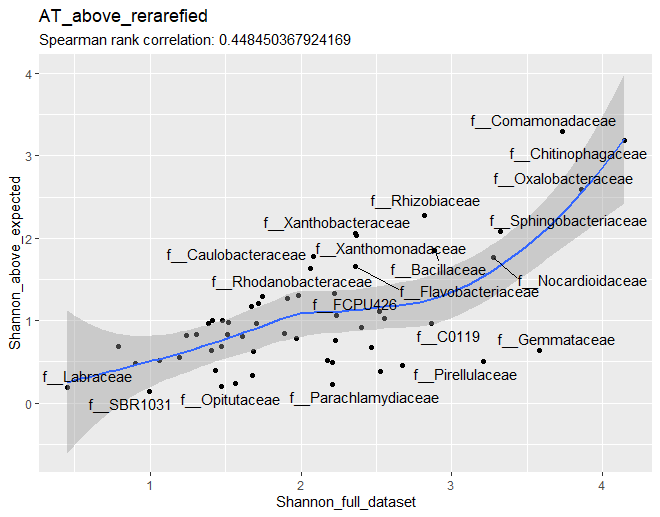 AT_above_rerarefied
Spearman rank correlation: 0.448450367924169
4
f__Comamonadaceae
3
f__Chitinophagaceae
f__Oxalobacteraceae
f__Rhizobiaceae
f__Xanthobacteraceae
f__Sphingobacteriaceae
2
f__Caulobacteraceae
f__Xanthomonadaceae
f__Bacillaceae
f__Rhodanobacteraceae
f__Nocardioidaceae
f__Flavobacteriaceae
f__FCPU426
1
f__C0119
f__Gemmataceae
f__Labraceae
f__Pirellulaceae
f__SBR1031
f__Opitutaceae
f__Parachlamydiaceae
0
Shannon_above_expected
1
2
3
4
Shannon_full_dataset